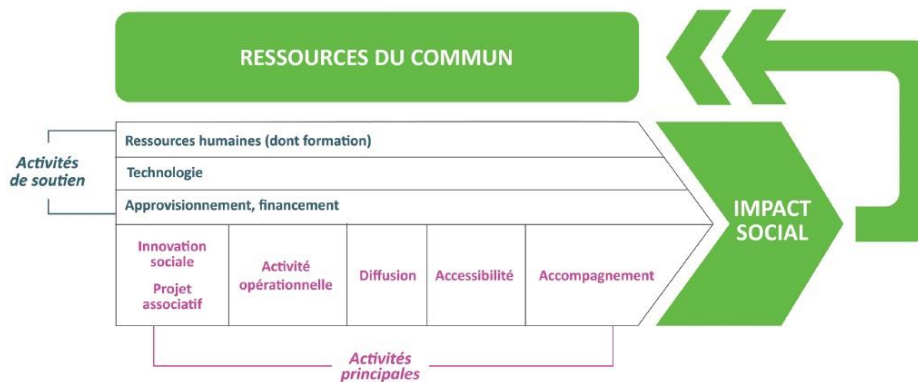 RESSOURCES DU COMMUN
Activités
de soutien
Ressources humaines (dont formation)
Technologie
Approvisionnement, financement
Innovation
sociale
Projet
associatif
Activité
opérationnelle
Diffusion
Accessibilité
Accompagnement
IMPACT
SOCIAL
Activités
principales